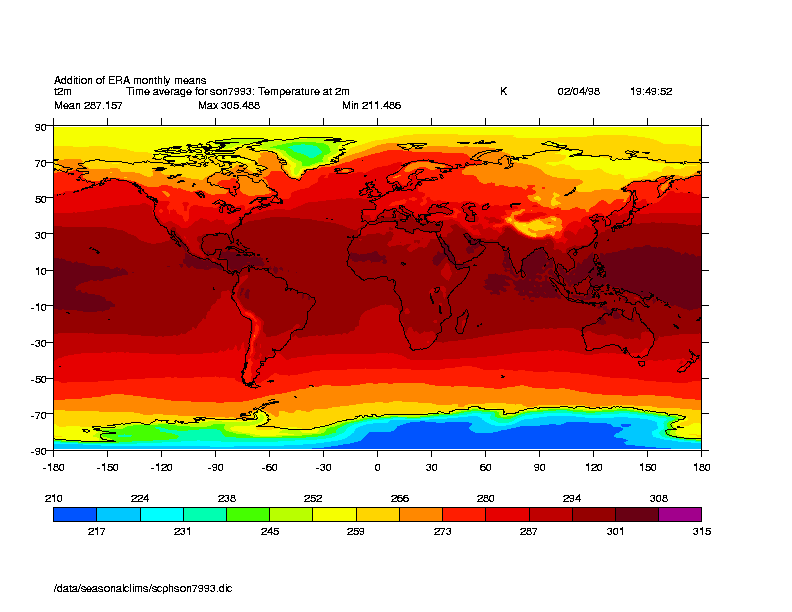 Addition of ERA monthly means
t2m Time average for son7993: Temperature at 2m K 02/04/98 19:49:52
Mean 287.157 Max 305.488 Min 211.486
90
70
50
30
10
-10
-30
-50
-70
-90
-180 -150 -120 -90 -60 -30 0 30 60 90 120 150 180
210 224 238 252 266 280 294 308
217 231 245 259 273 287 301 315
/data/seasonalclims/scphson7993.dic